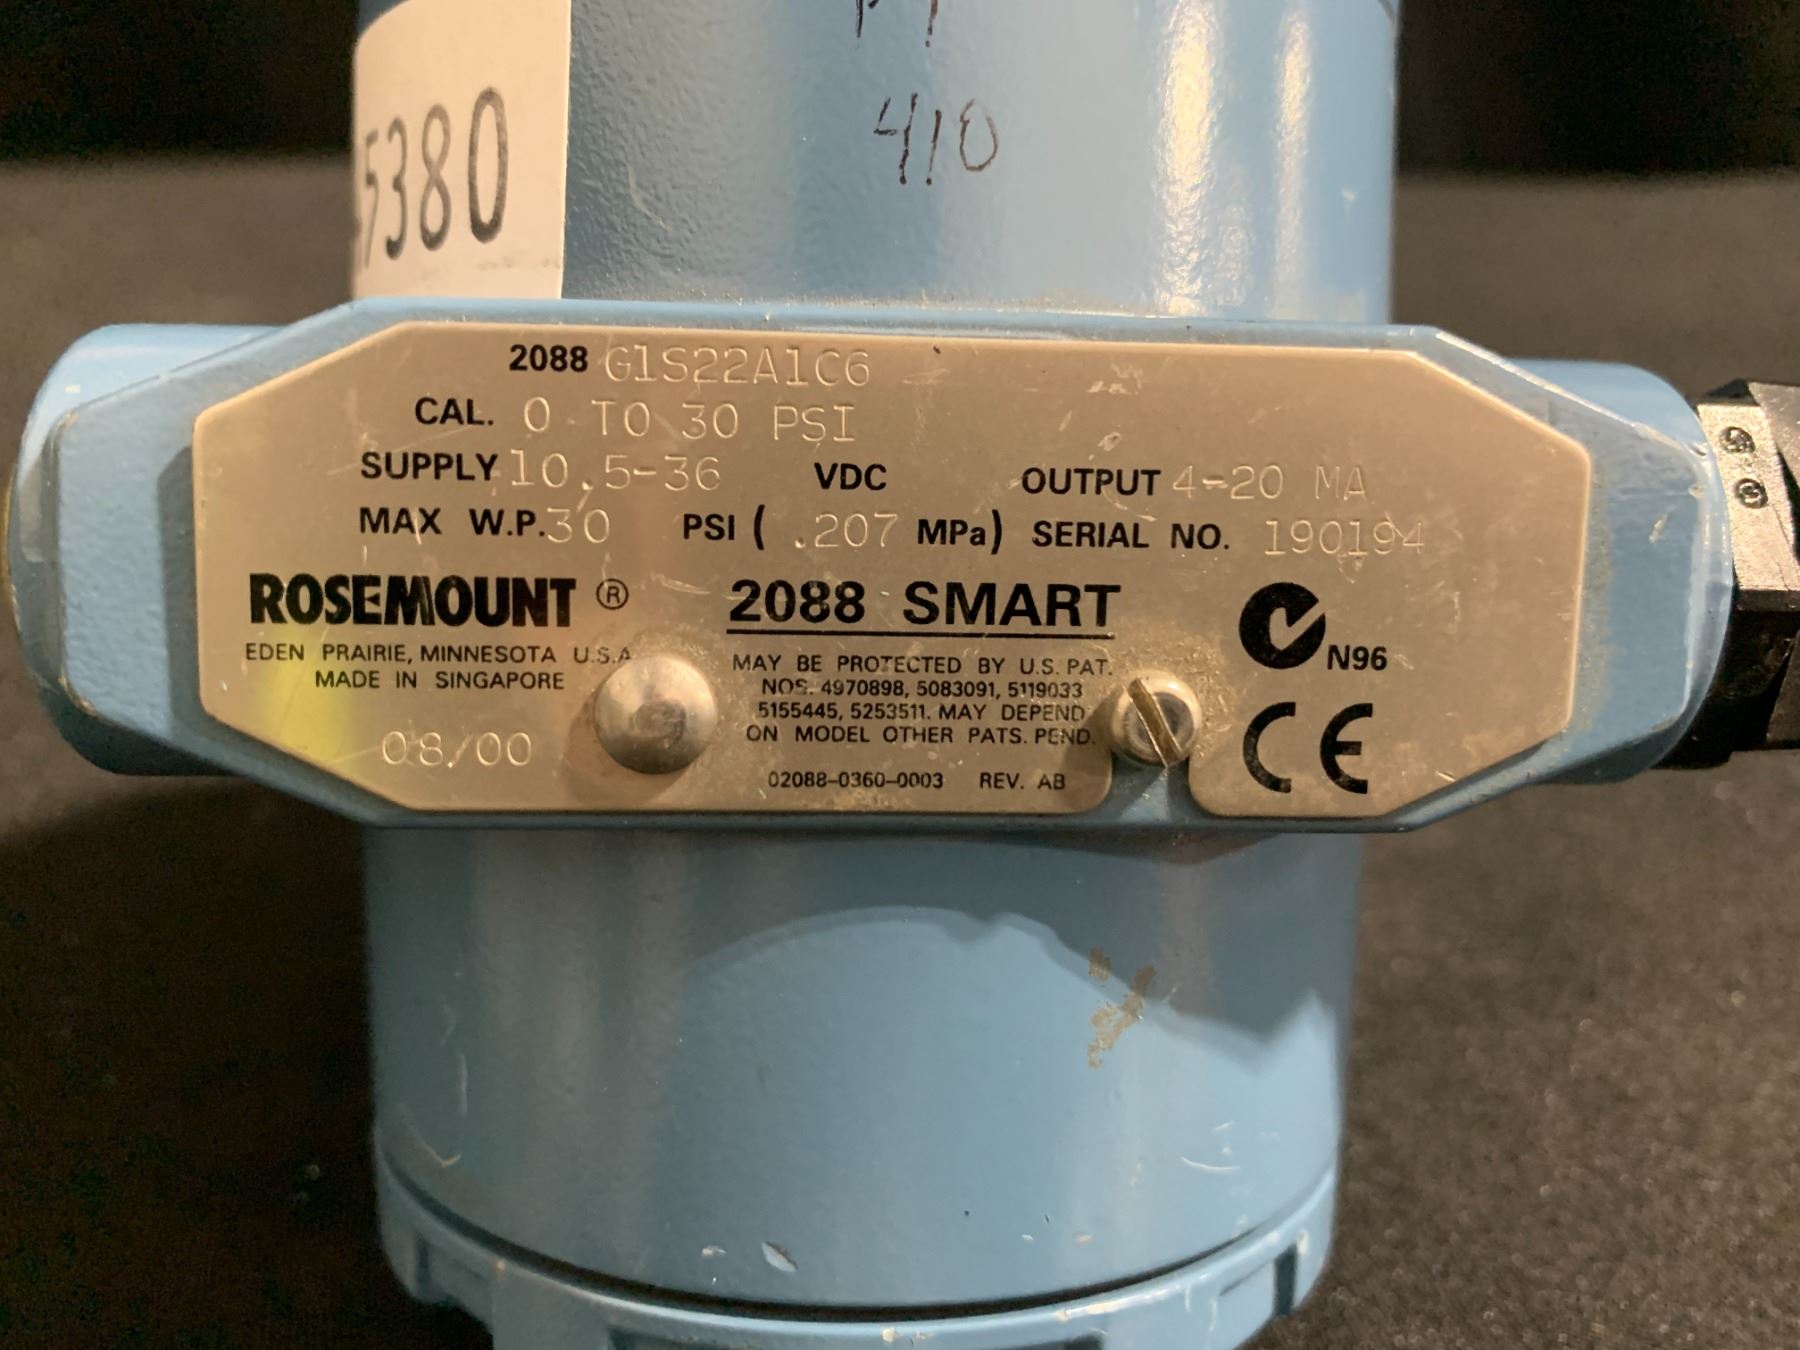 PT
410
5380
2088 G1S22A1C6
CAL. 0 TO 30 PSI
SUPPLY 10.5-36 VDC OUTPUT 4-20 MA
MAX W.P. 30 PSI ( .207 MPa) SERIAL NO. 190194
ROSEMOUNT ® 2088 SMART
EDEN PRAIRIE, MINNESOTA U.S.A.
MADE IN SINGAPORE
08/00
MAY BE PROTECTED BY U.S. PAT.
NOS. 4970898, 5083091, 5119033
5155445, 5253511. MAY DEPEND
ON MODEL OTHER PATS. PEND.
02088-0360-0003 REV. AB
N96
CE